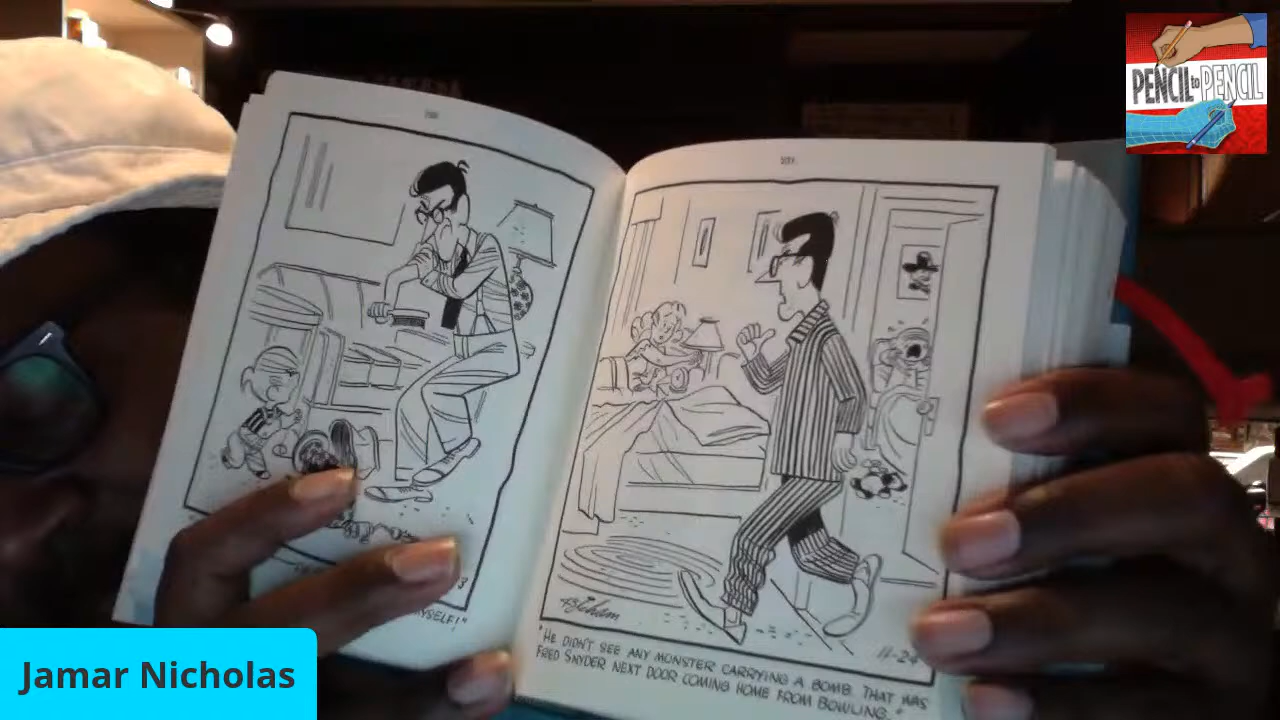 PENCIL to PENCIL
MYSELF!"
11-24
"HE DIDN'T SEE ANY MONSTER CARRYING A BOMB. THAT WAS
FRED SNYDER NEXT DOOR COMING HOME FROM BOWLING."
Jamar Nicholas